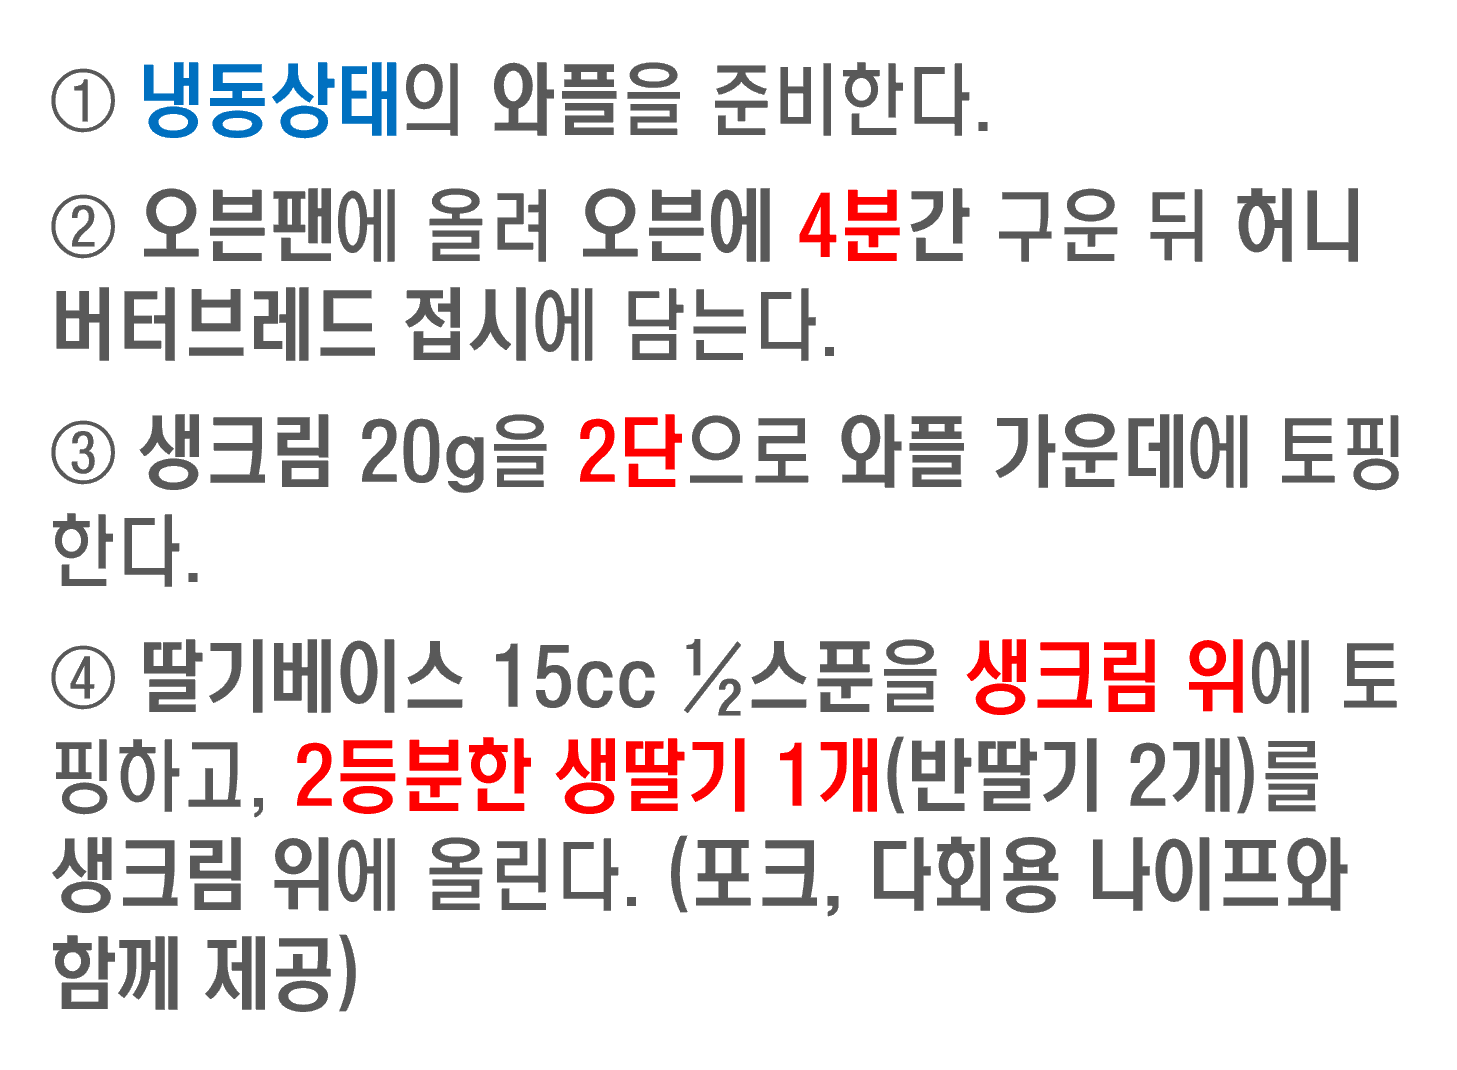 ① 냉동상태의 와플을 준비한다.
② 오븐팬에 올려 오븐에 4분간 구운 뒤 허니
버터브레드 접시에 담는다.
③ 생크림 20g을 2단으로 와플 가운데에 토핑
한다.
④ 딸기베이스 15cc ½스푼을 생크림 위에 토
핑하고, 2등분한 생딸기 1개(반딸기 2개)를
생크림 위에 올린다. (포크, 다회용 나이프와
함께 제공)